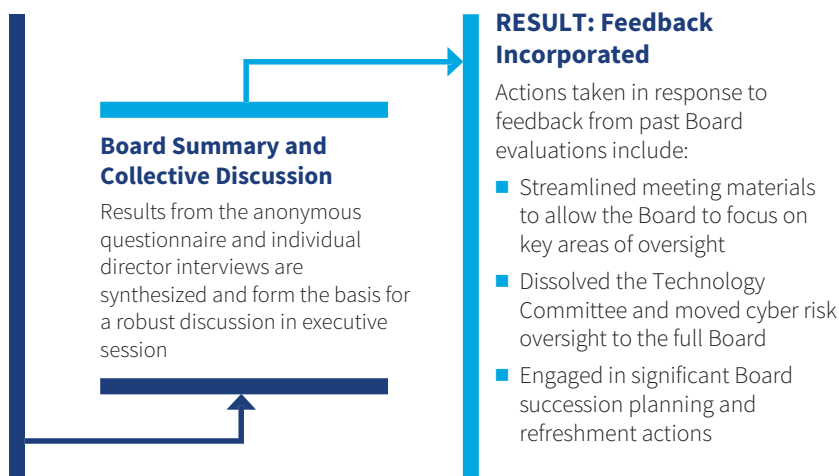 Board Summary and
Collective Discussion
Results from the anonymous
questionnaire and individual
director interviews are
synthesized and form the basis for
a robust discussion in executive
session
RESULT: Feedback
Incorporated
Actions taken in response to
feedback from past Board
evaluations include:
■ Streamlined meeting materials
to allow the Board to focus on
key areas of oversight
■ Dissolved the Technology
Committee and moved cyber risk
oversight to the full Board
■ Engaged in significant Board
succession planning and
refreshment actions